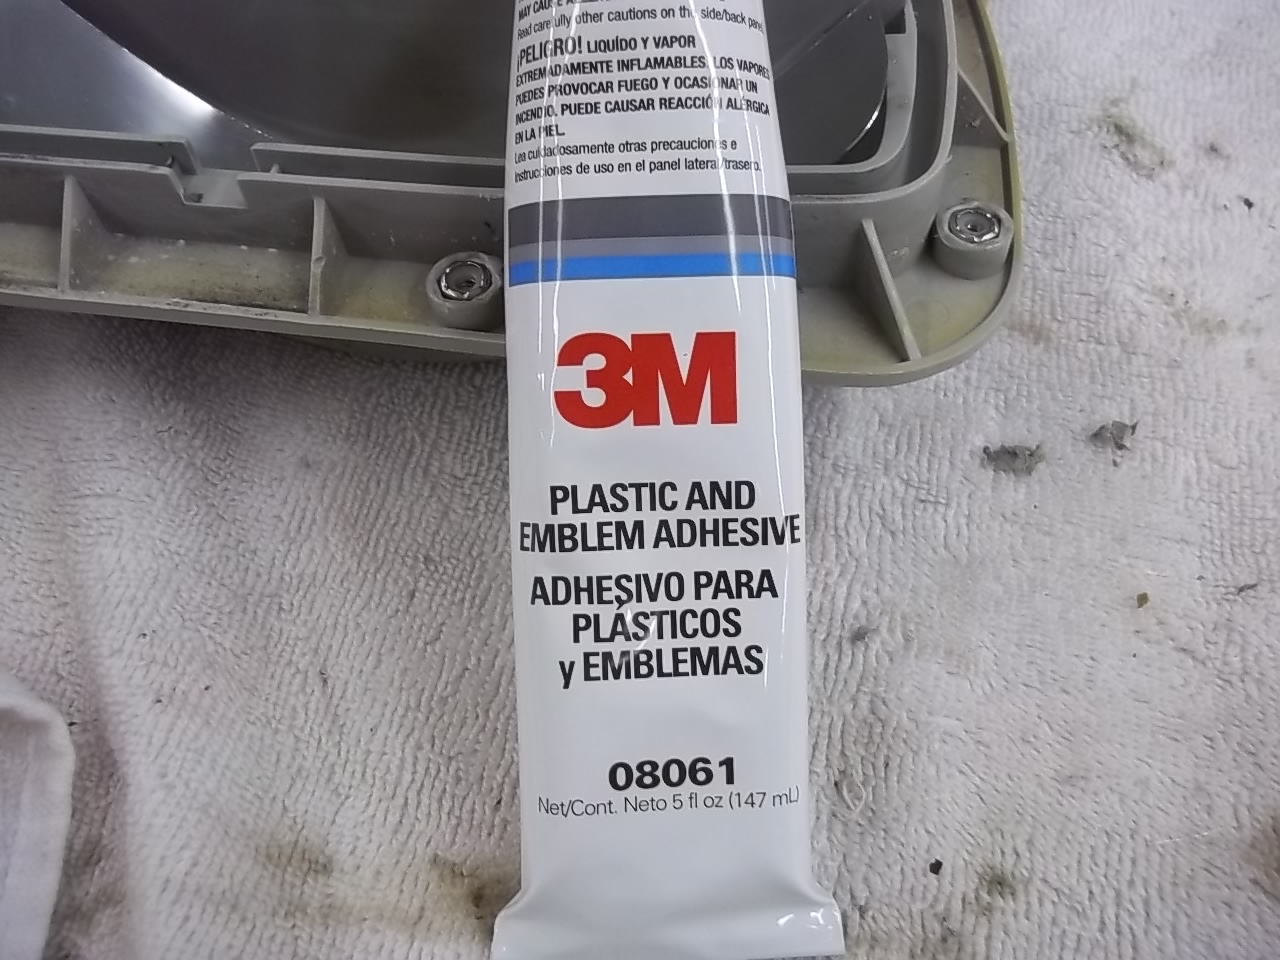 MAY CAUSE
Read carefully other cautions on the side/back panel.
¡PELIGRO! LIQUÍDO Y VAPOR
EXTREMADAMENTE INFLAMABLES. LOS VAPORES
PUEDES PROVOCAR FUEGO Y OCASIONAR UN
INCENDIO. PUEDE CAUSAR REACCIÓN ALÉRGICA
EN LA PIEL.
Lea cuidadosamente otras precauciones e
instrucciones de uso en el panel lateral/trasero.
3M
PLASTIC AND
EMBLEM ADHESIVE
ADHESIVO PARA
PLÁSTICOS
y EMBLEMAS
08061
Net/Cont. Neto 5 fl oz (147 mL)